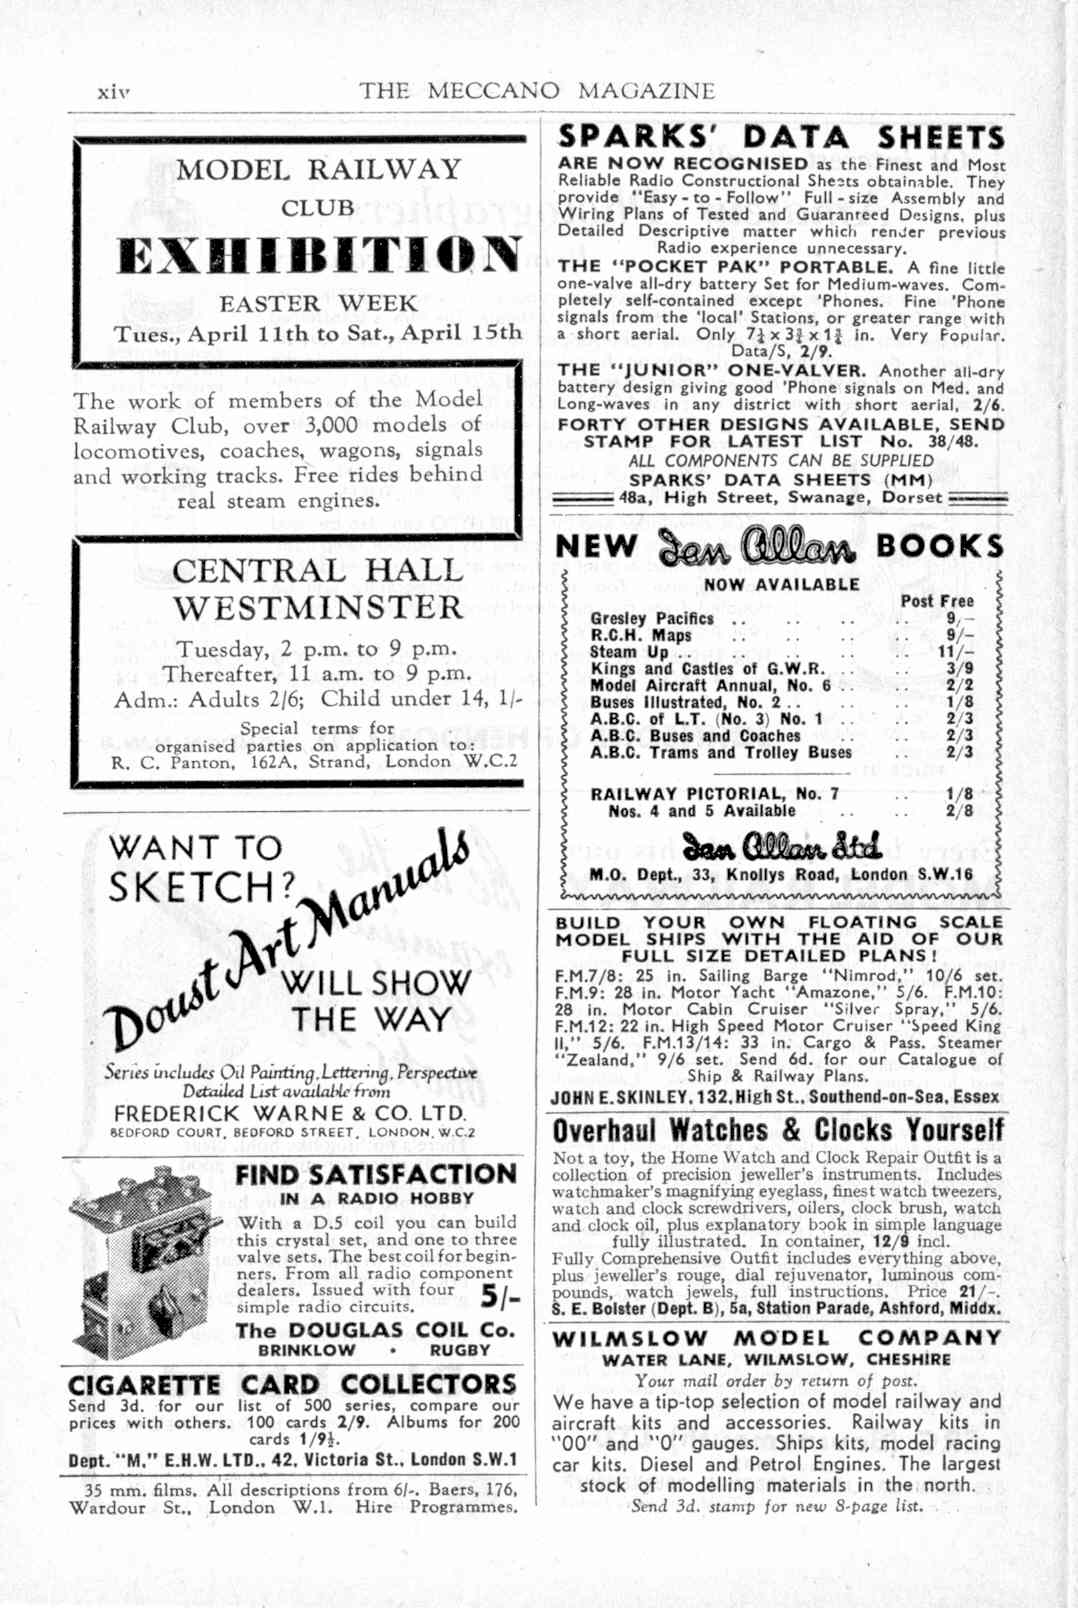 xiv
THE MECCANO MAGAZINE
MODEL RAILWAY
CLUB
EXHIBITION
EASTER WEEK
Tues., April 11th to Sat., April 15th
The work of members of the Model
Railway Club, over 3,000 models of
locomotives, coaches, wagons, signals
and working tracks. Free rides behind
real steam engines.
CENTRAL HALL
WESTMINSTER
Tuesday, 2 p.m. to 9 p.m.
Thereafter, 11 a.m. to 9 p.m.
Adm.: Adults 2/6; Child under 14, 1/-
Special terms for
organised parties on application to:
R. C. Panton, 162A, Strand, London W.C.2
WANT TO
SKETCH?
Doust Art Manuals
WILL SHOW
THE WAY
Series includes Oil Painting, Lettering, Perspective
Detailed List available from
FREDERICK WARNE & CO. LTD.
BEDFORD COURT, BEDFORD STREET, LONDON, W.C.2
FIND SATISFACTION
IN A RADIO HOBBY
With a D.5 coil you can build
this crystal set, and one to three
valve sets. The best coil for begin-
ners. From all radio component
dealers. Issued with four
simple radio circuits. 5/-
The DOUGLAS COIL Co.
BRINKLOW • RUGBY
CIGARETTE CARD COLLECTORS
Send 3d. for our list of 500 series, compare our
prices with others. 100 cards 2/9. Albums for 200
cards 1/9½.
Dept. "M," E.H.W. LTD., 42, Victoria St., London S.W.1
35 mm. films. All descriptions from 6/-. Baers, 176,
Wardour St., London W.1. Hire Programmes.
SPARKS' DATA SHEETS
ARE NOW RECOGNISED as the Finest and Most
Reliable Radio Constructional Sheets obtainable. They
provide "Easy - to - Follow" Full - size Assembly and
Wiring Plans of Tested and Guaranteed Designs, plus
Detailed Descriptive matter which render previous
Radio experience unnecessary.
THE "POCKET PAK" PORTABLE. A fine little
one-valve all-dry battery Set for Medium-waves. Com-
pletely self-contained except 'Phones. Fine 'Phone
signals from the 'local' Stations, or greater range with
a short aerial. Only 7¼ x 3¾ x 1¾ in. Very Popular.
Data/S, 2/9.
THE "JUNIOR" ONE-VALVER. Another all-dry
battery design giving good 'Phone signals on Med. and
Long-waves in any district with short aerial, 2/6.
FORTY OTHER DESIGNS AVAILABLE, SEND
STAMP FOR LATEST LIST No. 38/48.
ALL COMPONENTS CAN BE SUPPLIED
SPARKS' DATA SHEETS (MM)
48a, High Street, Swanage, Dorset
NEW Ian Allan BOOKS
NOW AVAILABLE
Post Free
Gresley Pacifics .. .. .. .. 9/-
R.C.H. Maps .. .. .. .. 9/-
Steam Up .. .. .. .. .. 11/-
Kings and Castles of G.W.R. .. .. 3/9
Model Aircraft Annual, No. 6 .. .. 2/2
Buses Illustrated, No. 2 .. .. .. 1/8
A.B.C. of L.T. (No. 3) No. 1 .. .. 2/3
A.B.C. Buses and Coaches .. .. 2/3
A.B.C. Trams and Trolley Buses .. 2/3
RAILWAY PICTORIAL, No. 7 .. 1/8
Nos. 4 and 5 Available .. .. 2/8
Ian Allan Ltd
M.O. Dept., 33, Knollys Road, London S.W.16
BUILD YOUR OWN FLOATING SCALE
MODEL SHIPS WITH THE AID OF OUR
FULL SIZE DETAILED PLANS!
F.M.7/8: 25 in. Sailing Barge "Nimrod," 10/6 set.
F.M.9: 28 in. Motor Yacht "Amazone," 5/6. F.M.10:
28 in. Motor Cabin Cruiser "Silver Spray," 5/6.
F.M.12: 22 in. High Speed Motor Cruiser "Speed King
II," 5/6. F.M.13/14: 33 in. Cargo & Pass. Steamer
"Zealand," 9/6 set. Send 6d. for our Catalogue of
Ship & Railway Plans.
JOHN E. SKINLEY, 132, High St., Southend-on-Sea, Essex
Overhaul Watches & Clocks Yourself
Not a toy, the Home Watch and Clock Repair Outfit is a
collection of precision jeweller's instruments. Includes
watchmaker's magnifying eyeglass, finest watch tweezers,
watch and clock screwdrivers, oilers, clock brush, watch
and clock oil, plus explanatory book in simple language
fully illustrated. In container, 12/9 incl.
Fully Comprehensive Outfit includes everything above,
plus jeweller's rouge, dial rejuvenator, luminous com-
pounds, watch jewels, full instructions. Price 21/-.
S. E. Bolster (Dept. B), 5a, Station Parade, Ashford, Middx.
WILMSLOW MODEL COMPANY
WATER LANE, WILMSLOW, CHESHIRE
Your mail order by return of post.
We have a tip-top selection of model railway and
aircraft kits and accessories. Railway kits in
"00" and "0" gauges. Ships kits, model racing
car kits. Diesel and Petrol Engines. The largest
stock of modelling materials in the north.
Send 3d. stamp for new 8-page list.